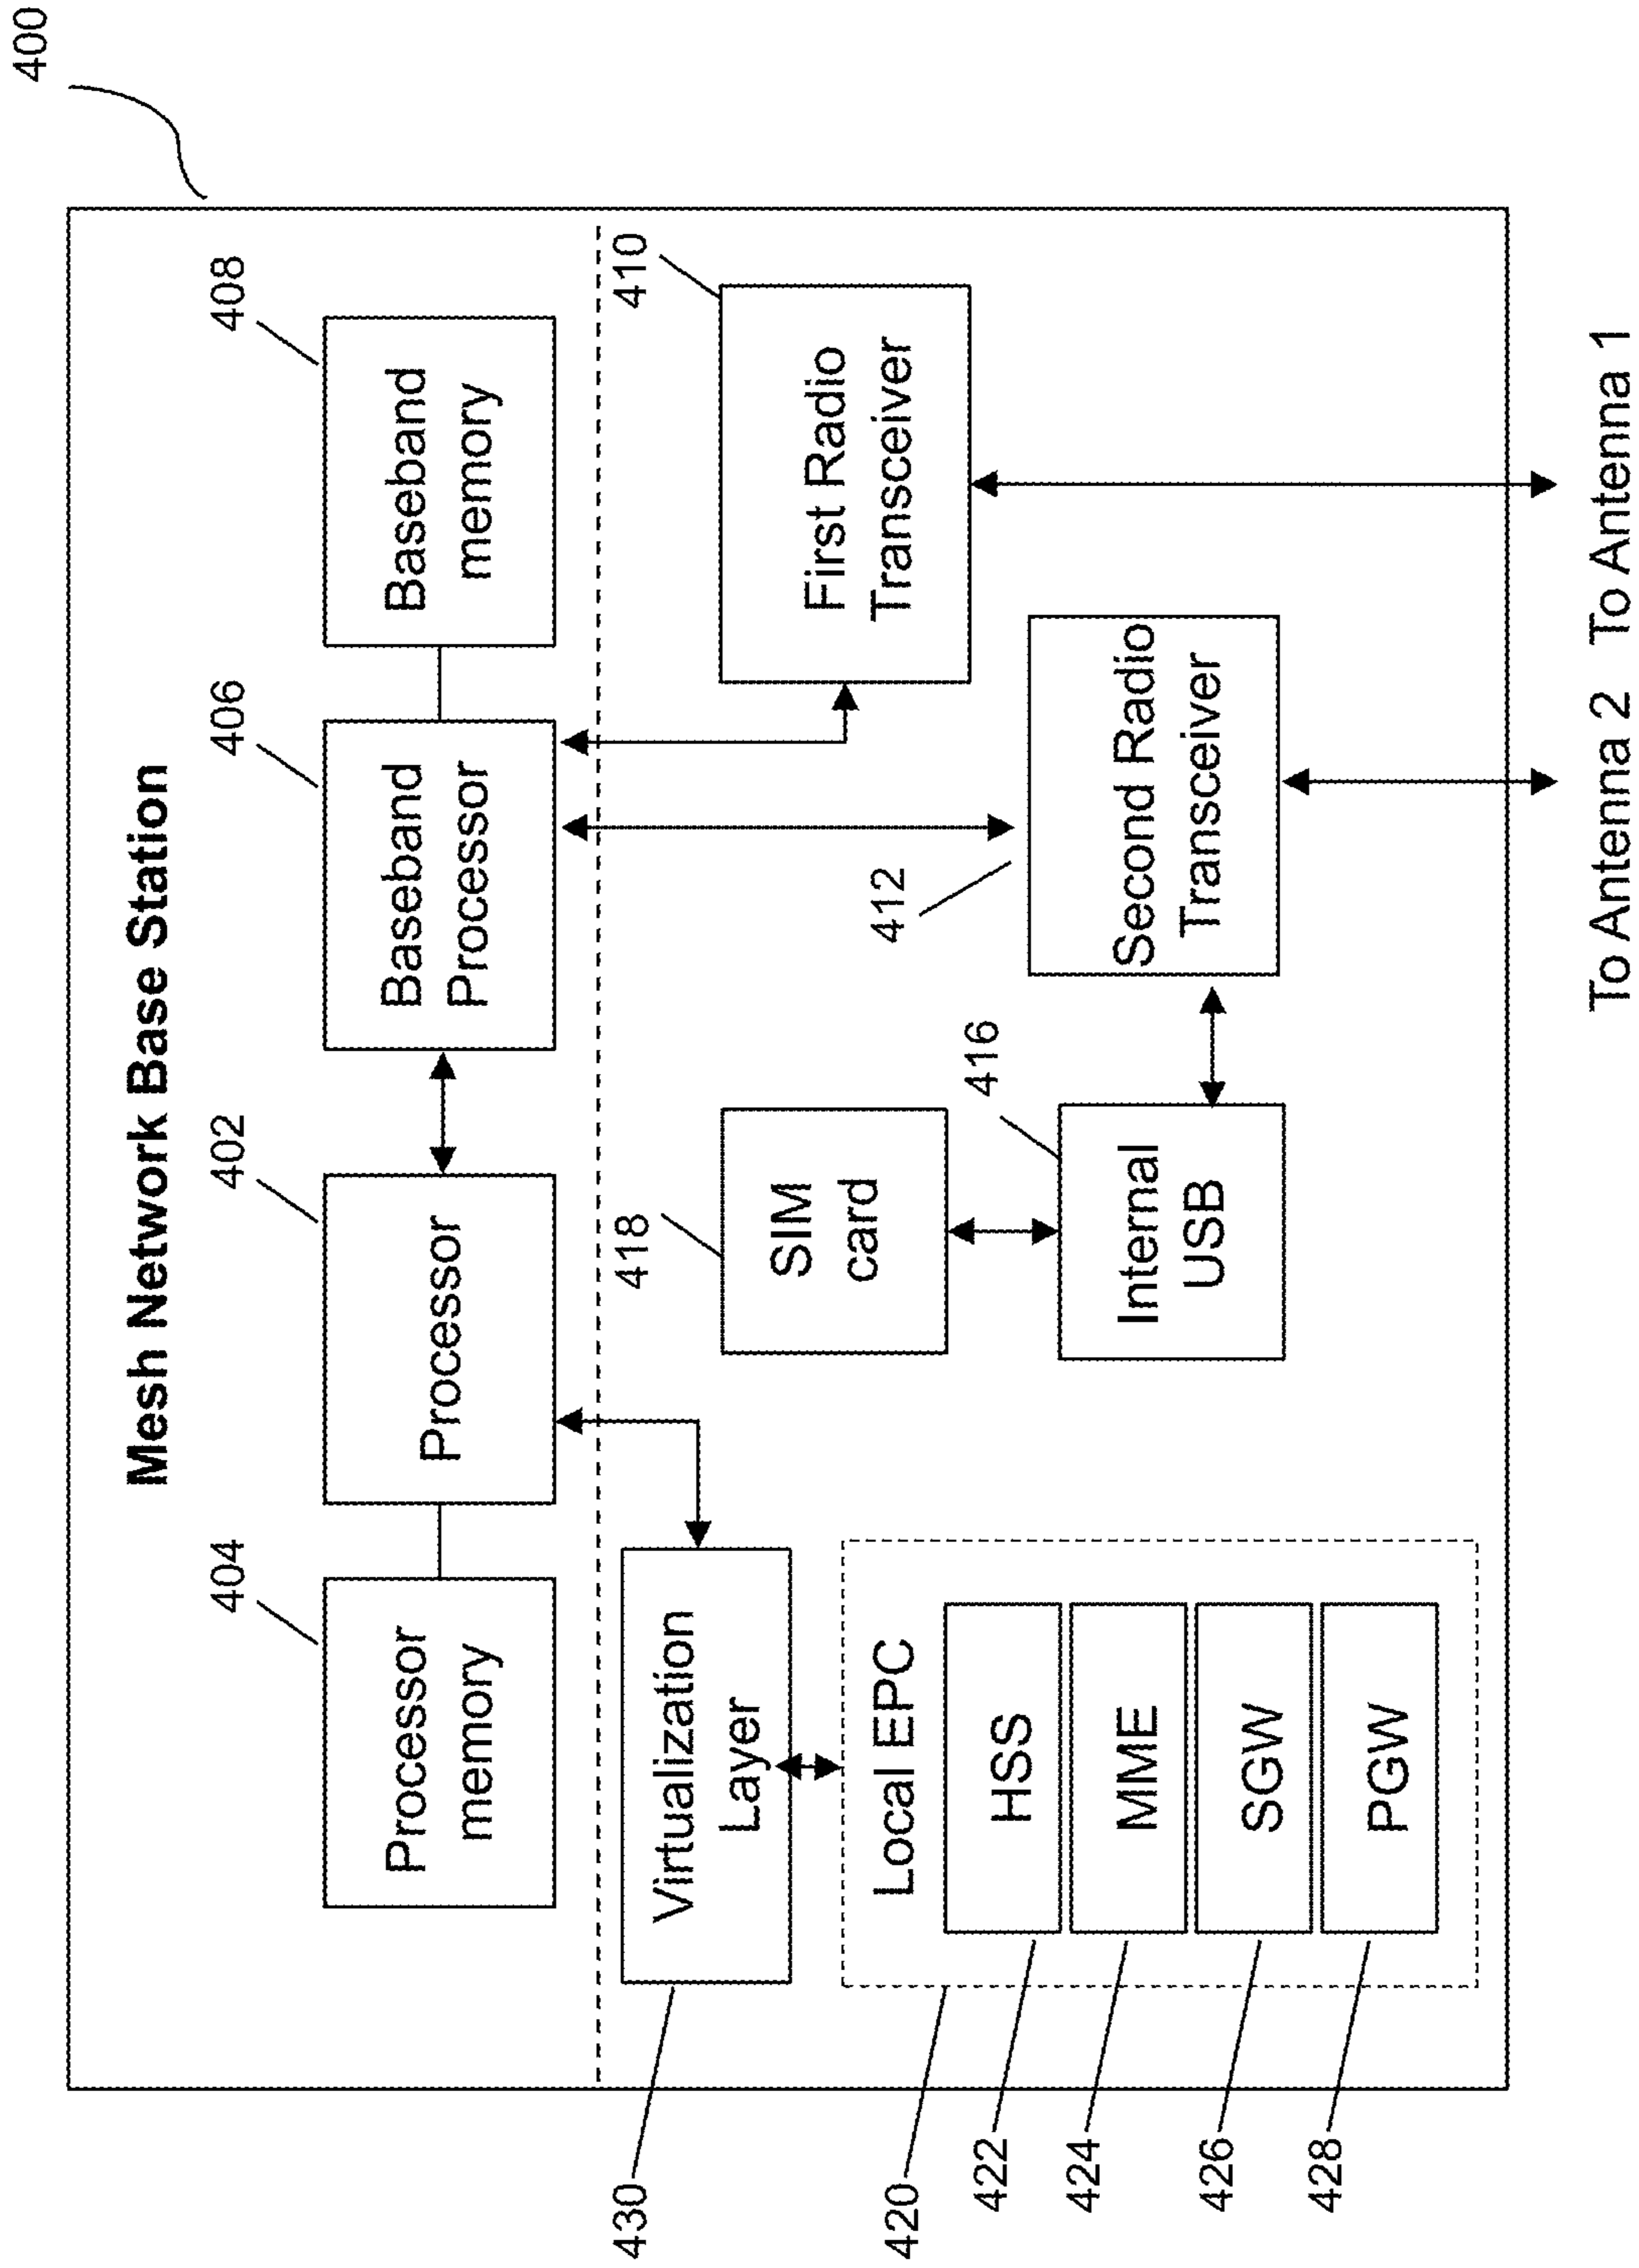 400
Mesh Network Base Station
404
402
406
408
Processor
memory
Processor
Baseband
Processor
Baseband
memory
430
418
410
Virtualization
Layer
SIM
card
First Radio
Transceiver
412
416
420
Local EPC
422
HSS
424
MME
426
SGW
428
PGW
Internal
USB
Second Radio
Transceiver
To Antenna 2
To Antenna 1